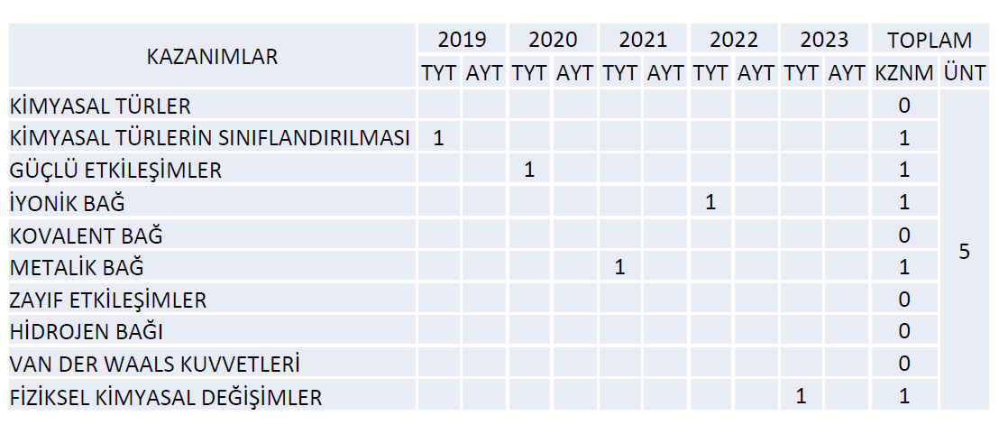 KAZANIMLAR 2019 2020 2021 2022 2023 TOPLAM
TYT AYT TYT AYT TYT AYT TYT AYT TYT AYT KZNM ÜNT
KİMYASAL TÜRLER 0
KİMYASAL TÜRLERİN SINIFLANDIRILMASI 1 1
GÜÇLÜ ETKİLEŞİMLER 1 1
İYONİK BAĞ 1 1
KOVALENT BAĞ 0
5
METALİK BAĞ 1 1
ZAYIF ETKİLEŞİMLER 0
HİDROJEN BAĞI 0
VAN DER WAALS KUVVETLERİ 0
FİZİKSEL KİMYASAL DEĞİŞİMLER 1 1